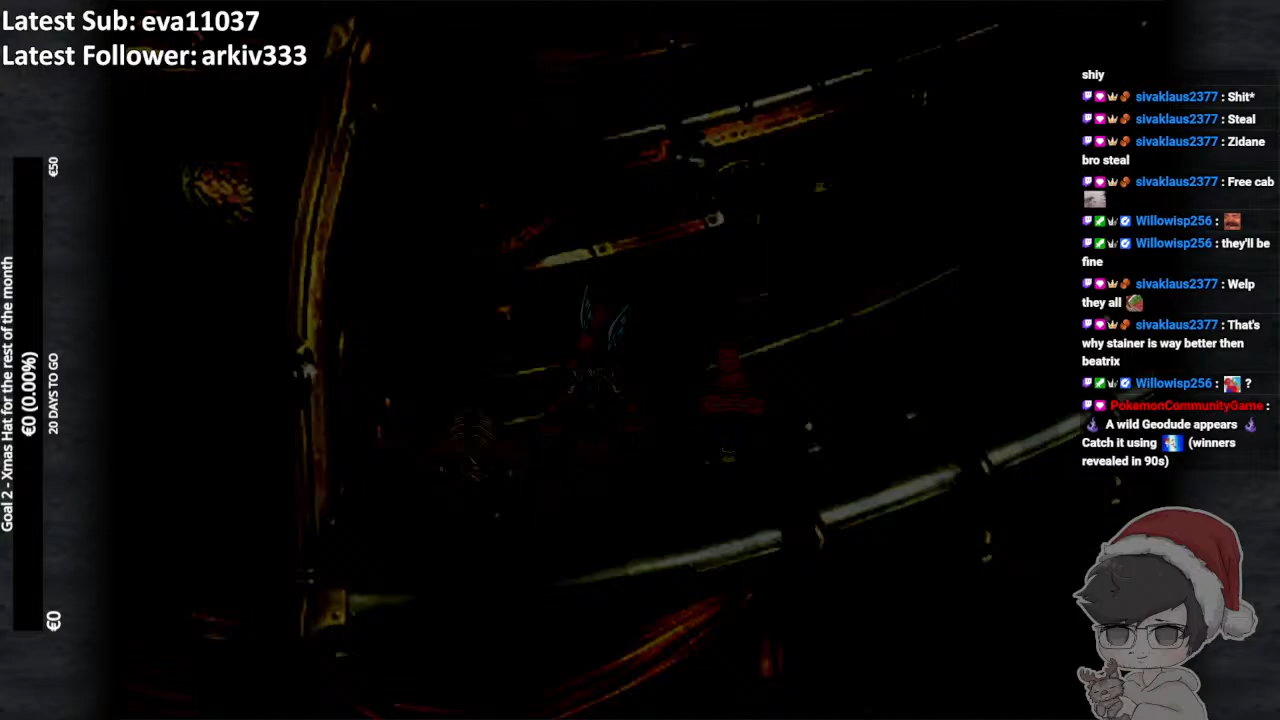 Latest Sub: eva11037
Latest Follower: arkiv333
Goal 2 - Xmas Hat for the rest of the month
€0 (0.00%)
20 DAYS TO GO
€50
€0
shiy
sivaklaus2377 : Shit*
sivaklaus2377 : Steal
sivaklaus2377 : Zidane
bro steal
sivaklaus2377 : Free cab
Willowisp256 :
Willowisp256 : they'll be
fine
sivaklaus2377 : Welp
they all
sivaklaus2377 : That's
why stainer is way better then
beatrix
Willowisp256 : ?
PokemonCommunityGame :
A wild Geodude appears
Catch it using (winners
revealed in 90s)